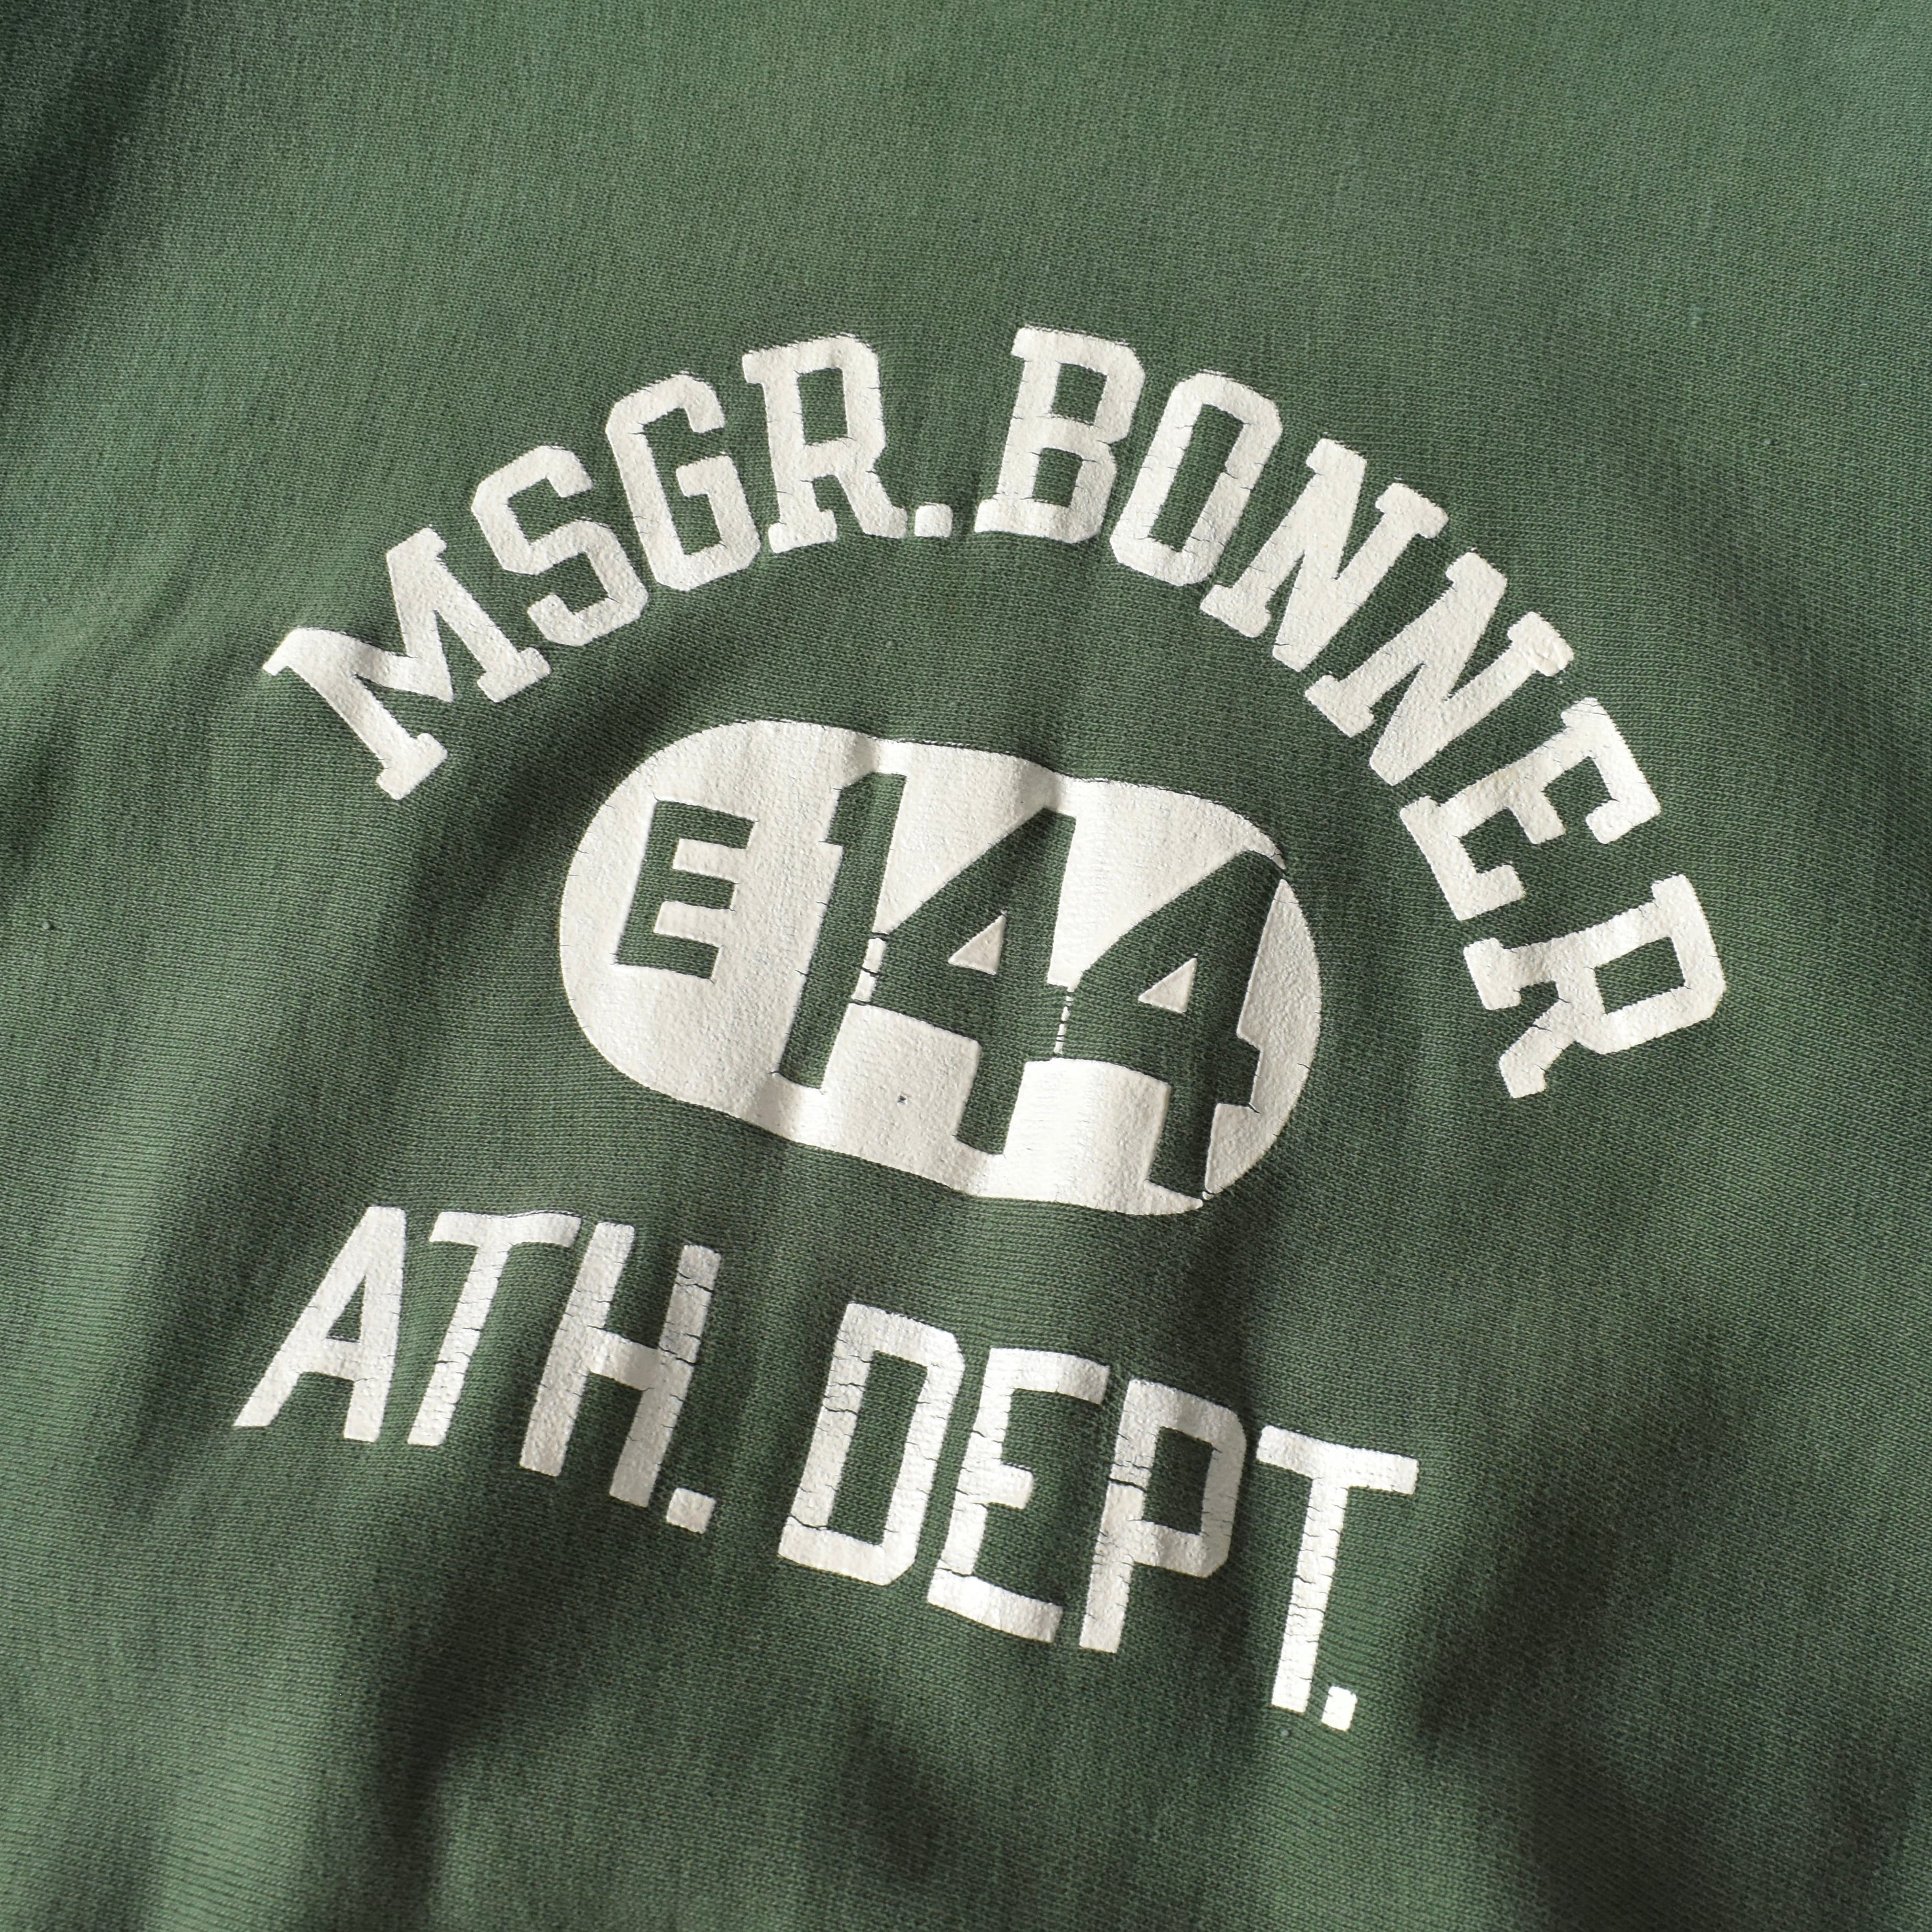 MSGR. BONNER
E 144
ATH. DEPT.